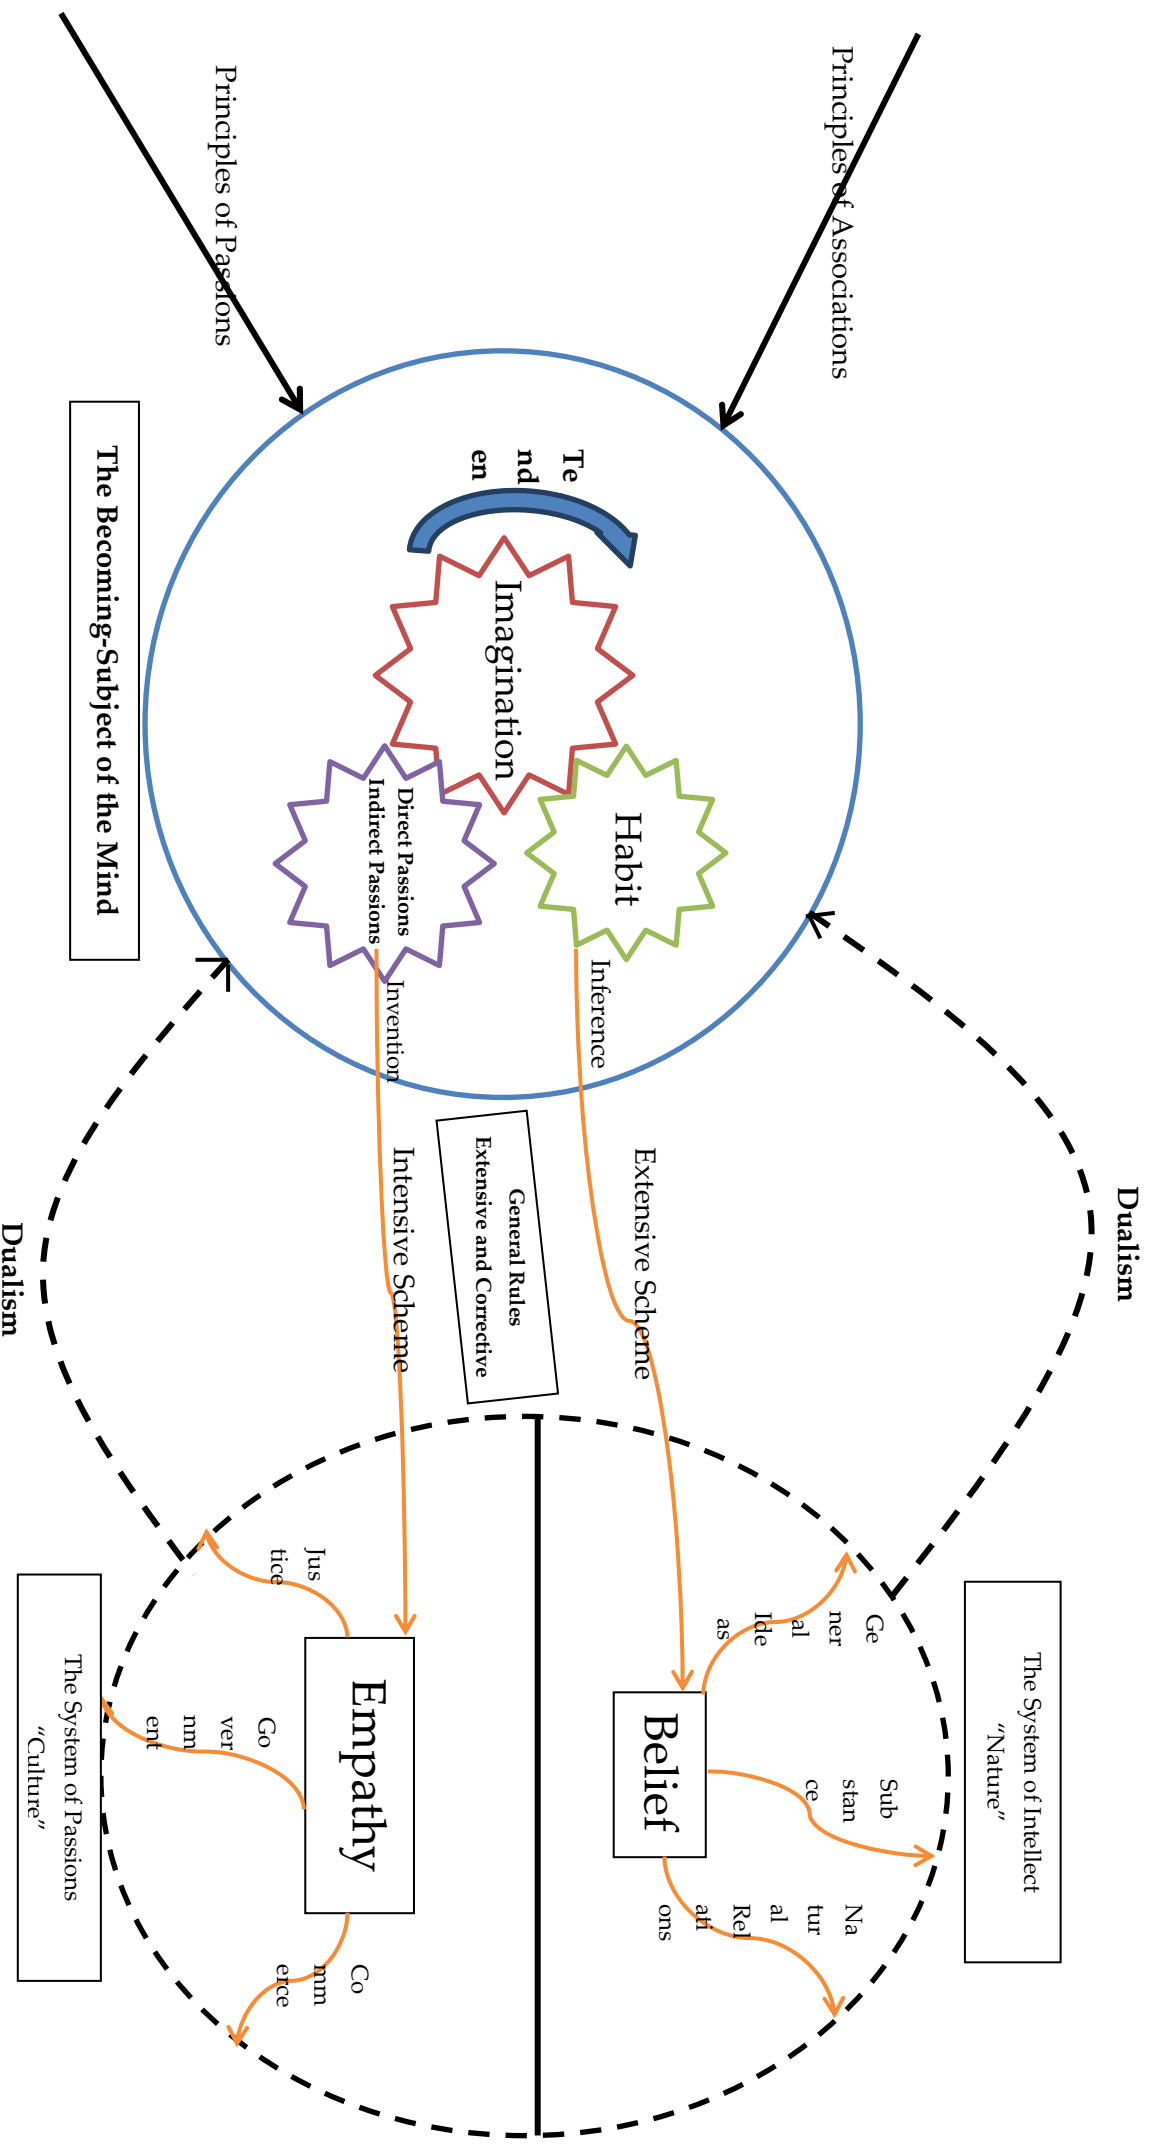 Principles of Associations
Principles of Passions
Te
nd
en
Imagination
Habit
Direct Passions
Indirect Passions
The Becoming-Subject of the Mind
Inference
Invention
Dualism
Extensive Scheme
General Rules
Extensive and Corrective
Intensive Scheme
Dualism
The System of Intellect
“Nature”
Ge
ner
al
Ide
as
Sub
stan
ce
Na
tur
al
Rel
ati
ons
Belief
Empathy
Jus
tice
Go
ver
nm
ent
Co
mm
erce
The System of Passions
“Culture”